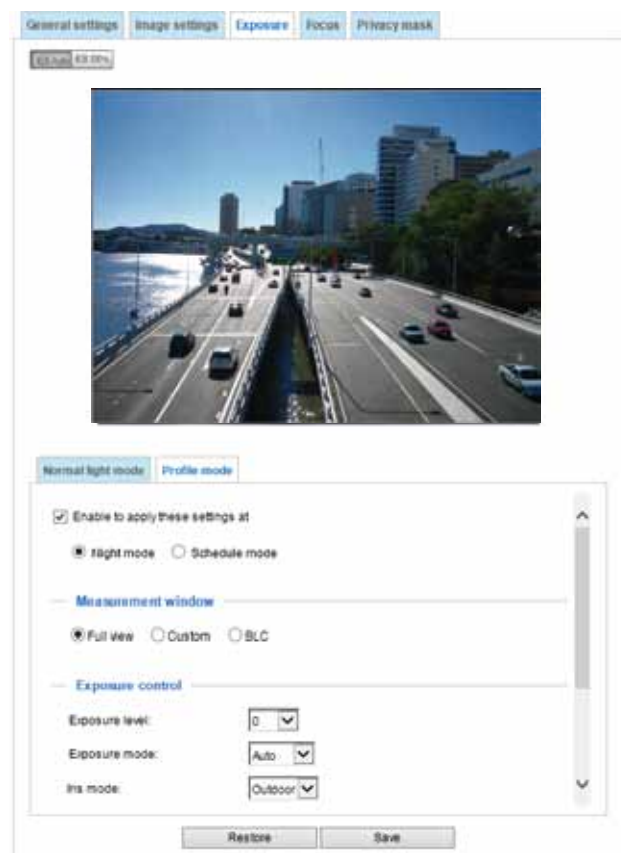 General settings Image settings Exposure Focus Privacy mask
Normal light mode Profile mode
Enable to apply these settings at
Night mode Schedule mode
Measurement window
Full view Custom BLC
Exposure control
Exposure level: 0
Exposure mode: Auto
Iris mode: Outdoor
Restore Save